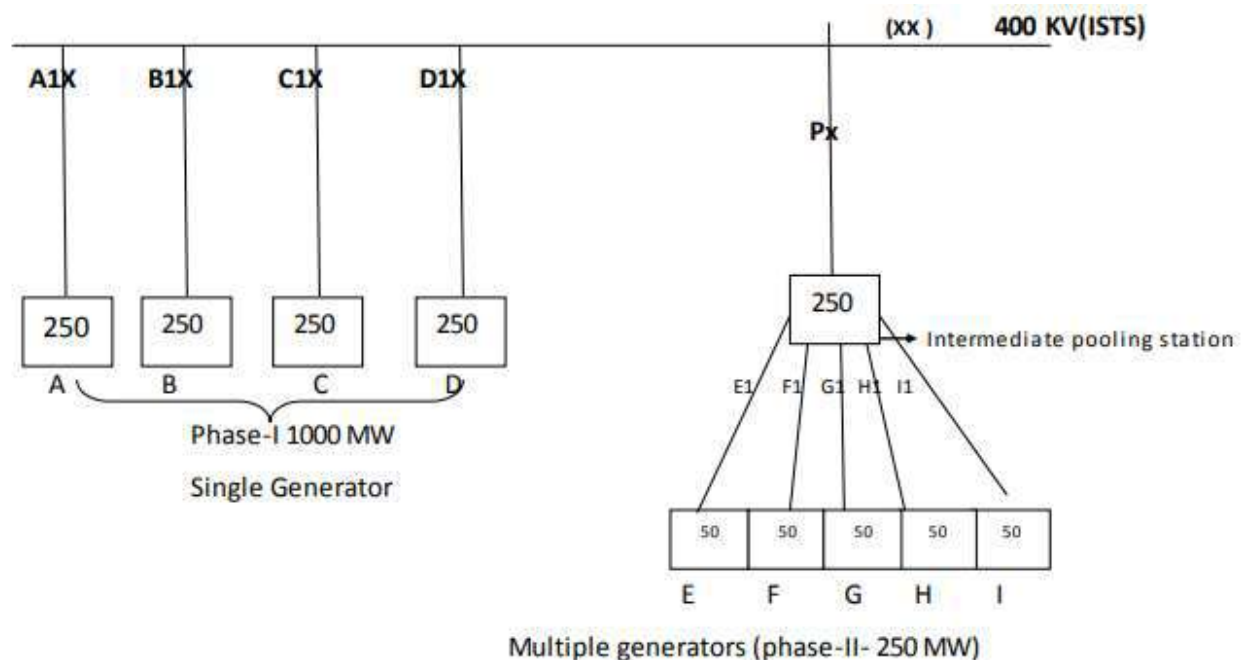 (XX ) 400 KV(ISTS)
A1X B1X C1X D1X
Px
250 250 250 250
250
Intermediate pooling station
A B C D
E1 F1 G1 H1 I1
Phase-I 1000 MW
Single Generator
50 50 50 50 50
E F G H I
Multiple generators (phase-II- 250 MW)